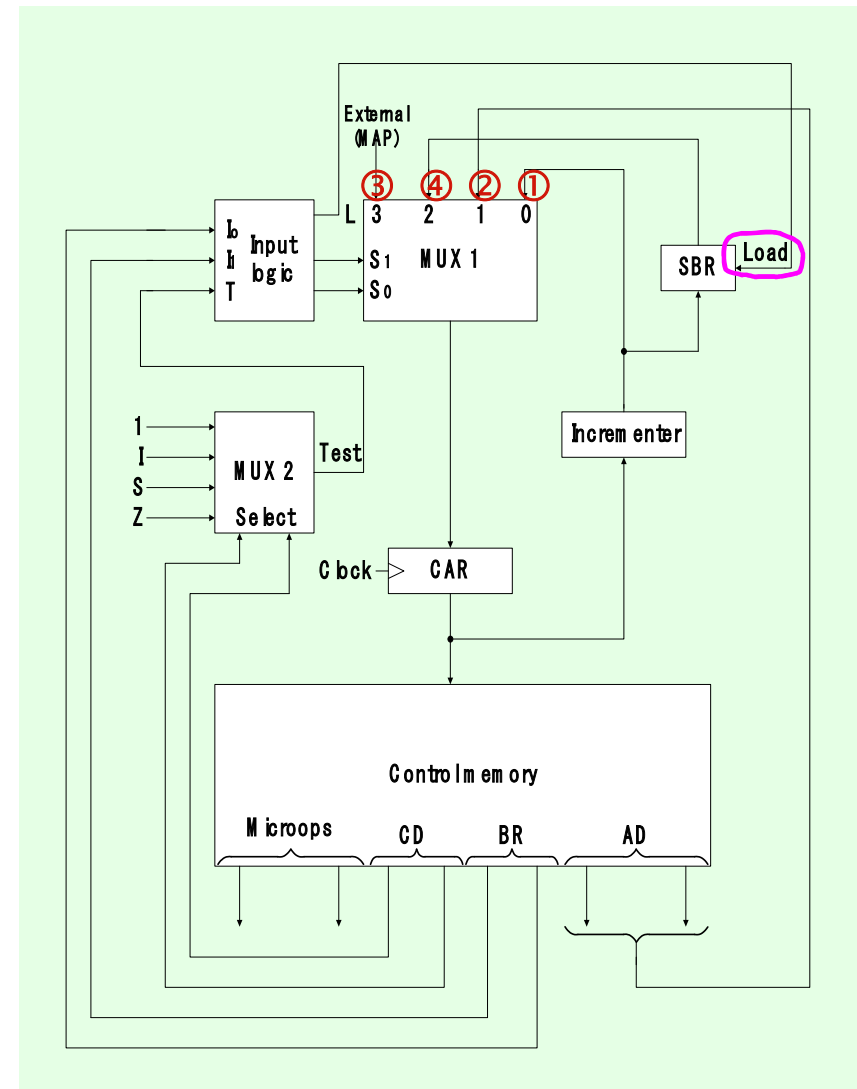 External
(MAP)
③ ④ ② ①
L 3 2 1 0
I0
I1
T
Input
logic
S1
S0
MUX 1
SBR
Load
Incrementer
1
I
S
Z
MUX 2
Select
Test
Clock
CAR
Control memory
Microops CD BR AD